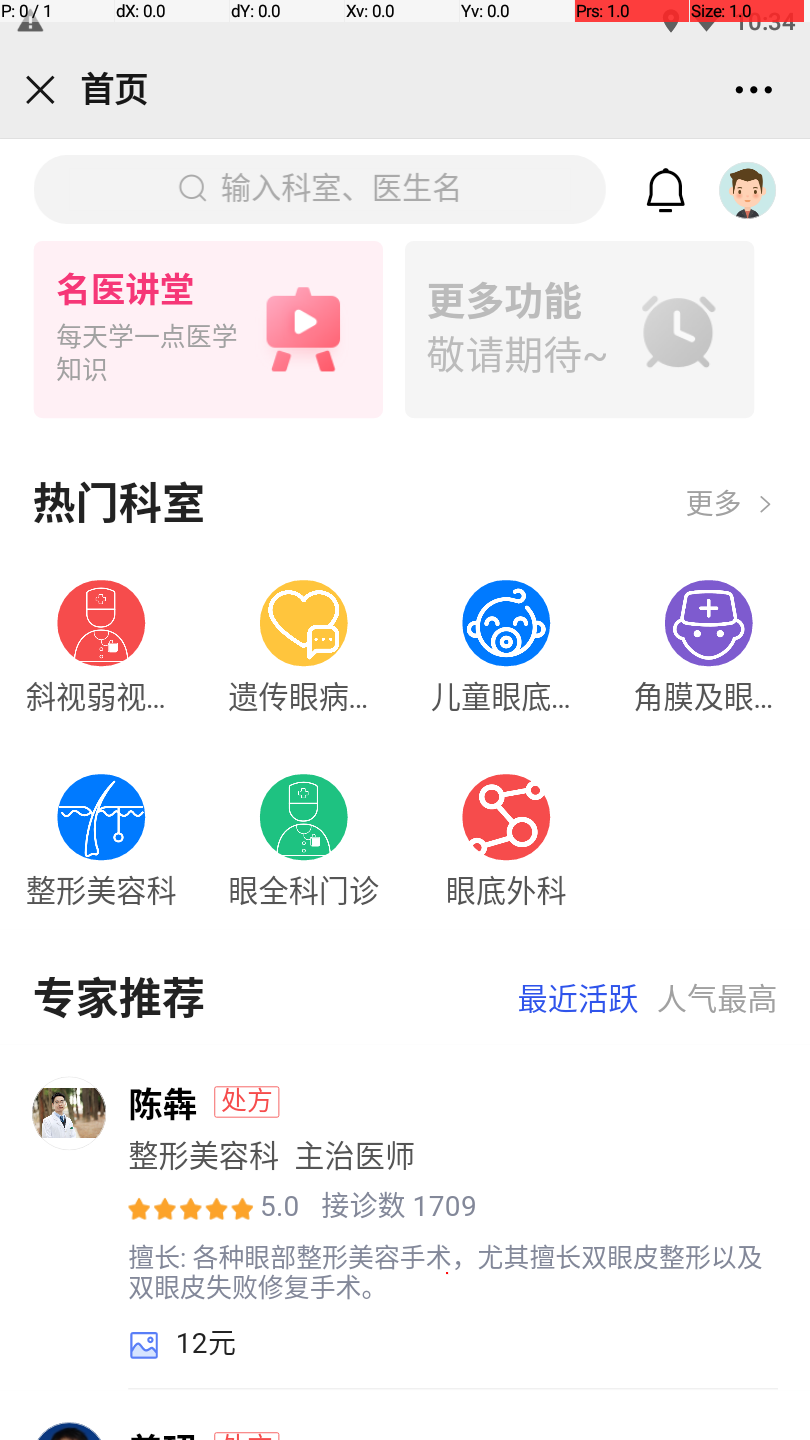 P: 0 / 1 dX: 0.0 dY: 0.0 Xv: 0.0 Yv: 0.0 Prs: 1.0 Size: 1.0
10:34
首页
输入科室、医生名
名医讲堂
每天学一点医学
知识
更多功能
敬请期待~
热门科室
更多
斜视弱视...
遗传眼病...
儿童眼底...
角膜及眼...
整形美容科
眼全科门诊
眼底外科
专家推荐
最近活跃 人气最高
陈犇 处方
整形美容科 主治医师
5.0 接诊数 1709
擅长: 各种眼部整形美容手术，尤其擅长双眼皮整形以及
双眼皮失败修复手术。
12元
处方